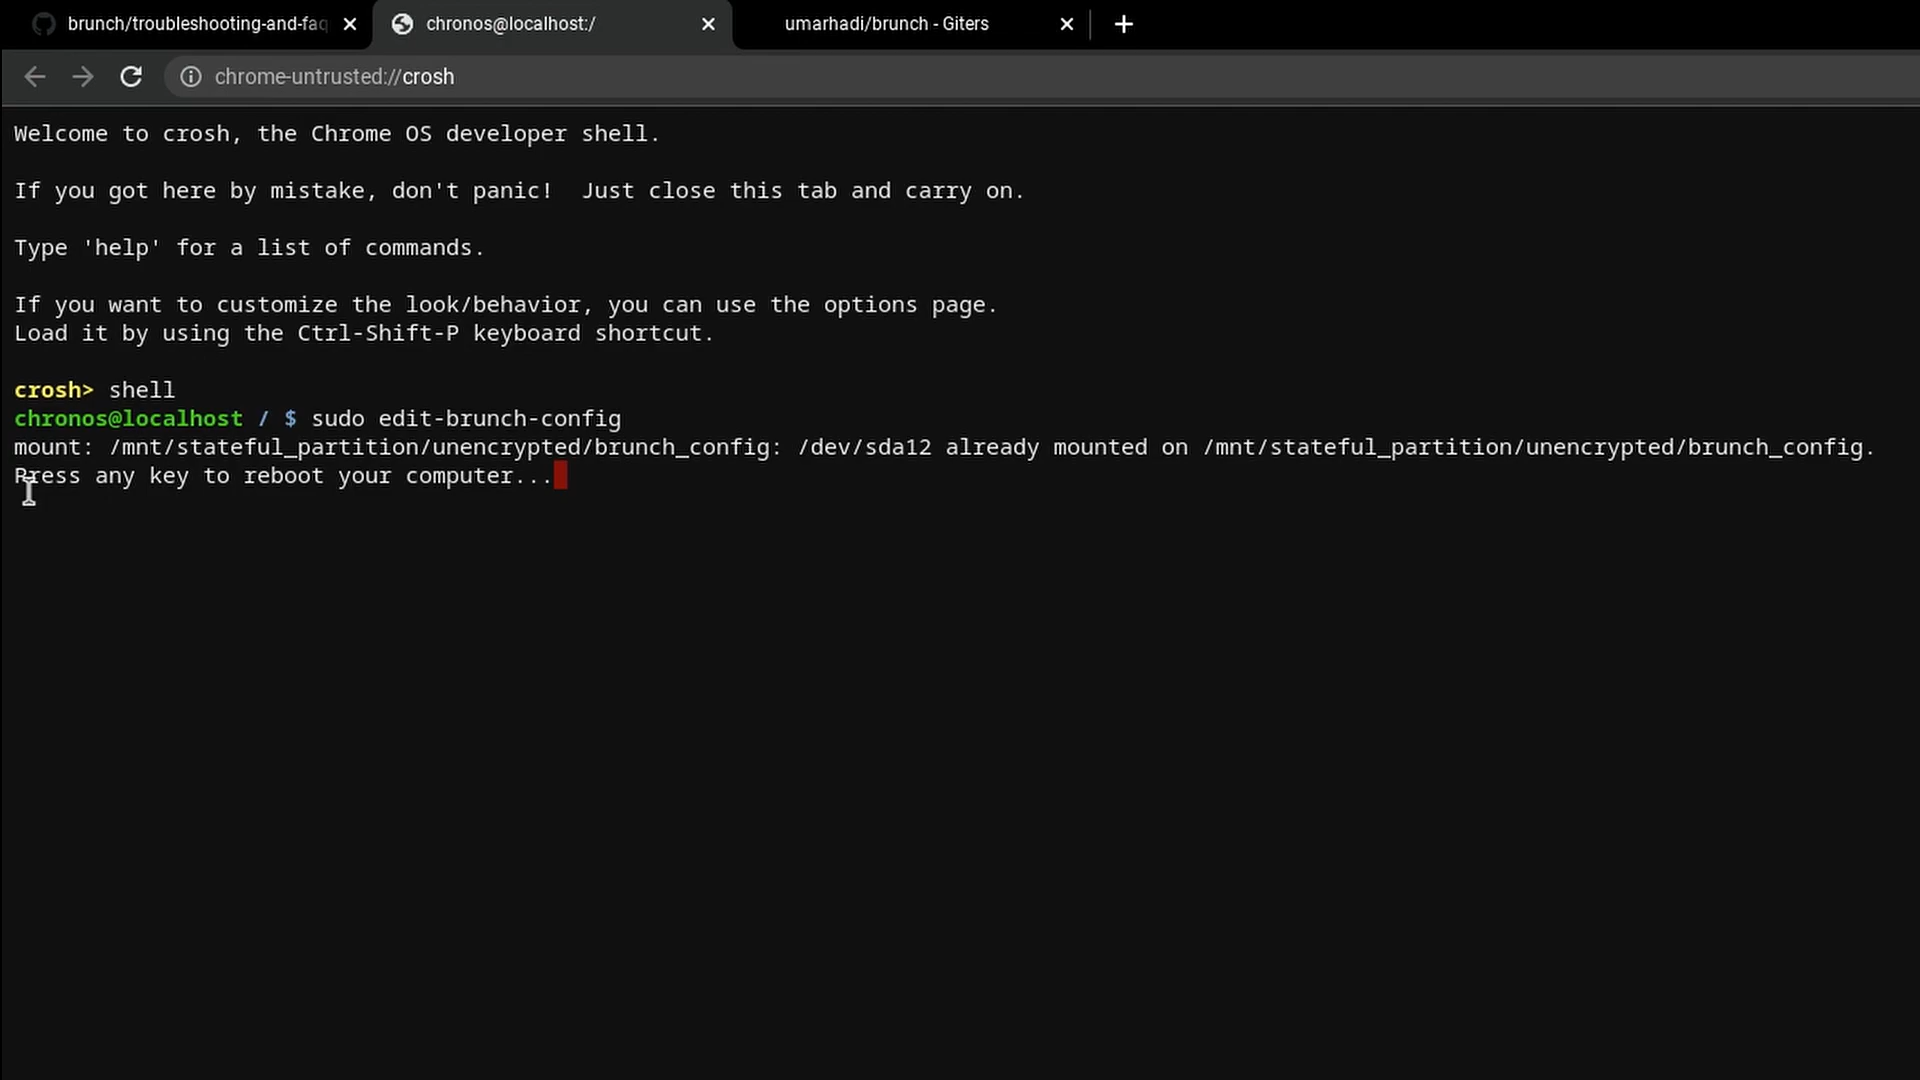 brunch/troubleshooting-and-faq
chronos@localhost:/
umarhadi/brunch - Giters
chrome-untrusted://crosh
Welcome to crosh, the Chrome OS developer shell.
If you got here by mistake, don't panic!  Just close this tab and carry on.
Type 'help' for a list of commands.
If you want to customize the look/behavior, you can use the options page.
Load it by using the Ctrl-Shift-P keyboard shortcut.
crosh> shell
chronos@localhost / $ sudo edit-brunch-config
mount: /mnt/stateful_partition/unencrypted/brunch_config: /dev/sda12 already mounted on /mnt/stateful_partition/unencrypted/brunch_config.
Press any key to reboot your computer...